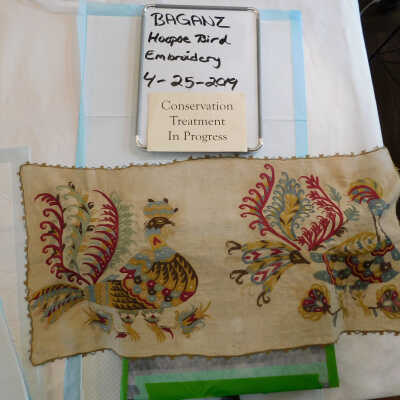 BAGANZ
Hoopoe Bird
Embroidery
4-25-2019
Conservation
Treatment
In Progress